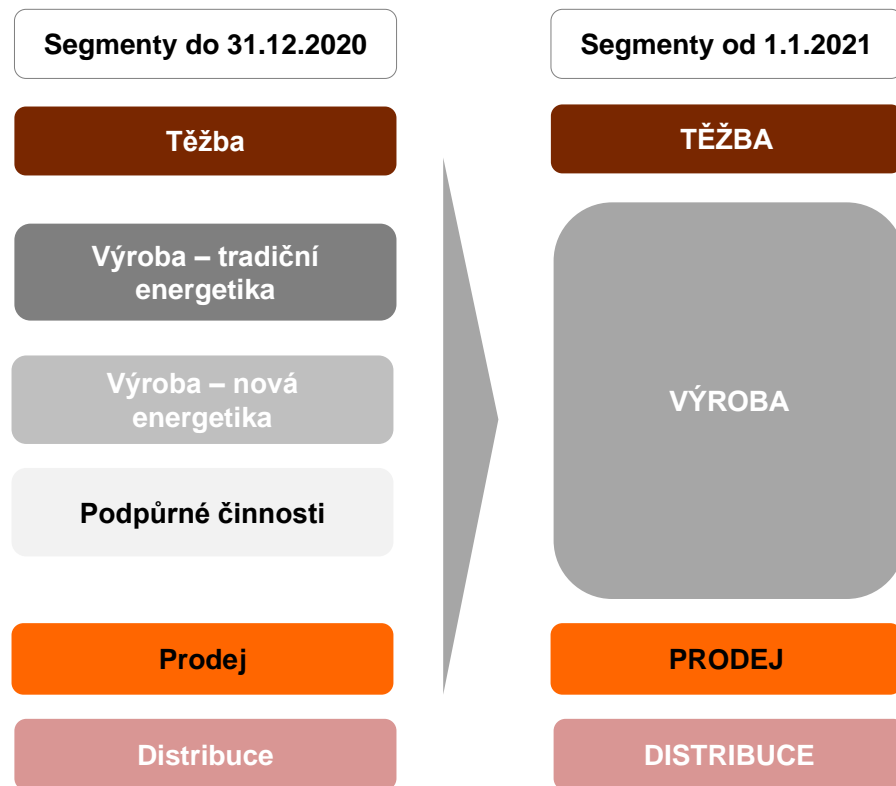 Segmenty do 31.12.2020
Těžba
Výroba – tradiční
energetika
Výroba – nová
energetika
Podpůrné činnosti
Prodej
Distribuce
Segmenty od 1.1.2021
TĚŽBA
VÝROBA
PRODEJ
DISTRIBUCE